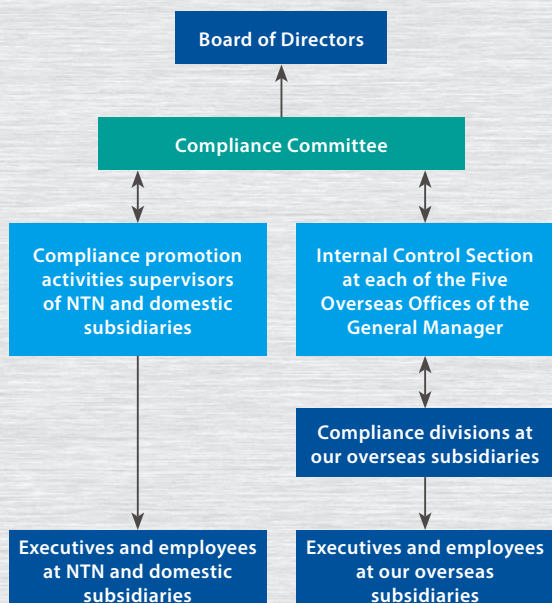 Board of Directors
Compliance Committee
Compliance promotion
activities supervisors
of NTN and domestic
subsidiaries
Internal Control Section
at each of the Five
Overseas Offices of the
General Manager
Compliance divisions at
our overseas subsidiaries
Executives and employees
at NTN and domestic
subsidiaries
Executives and employees
at our overseas
subsidiaries